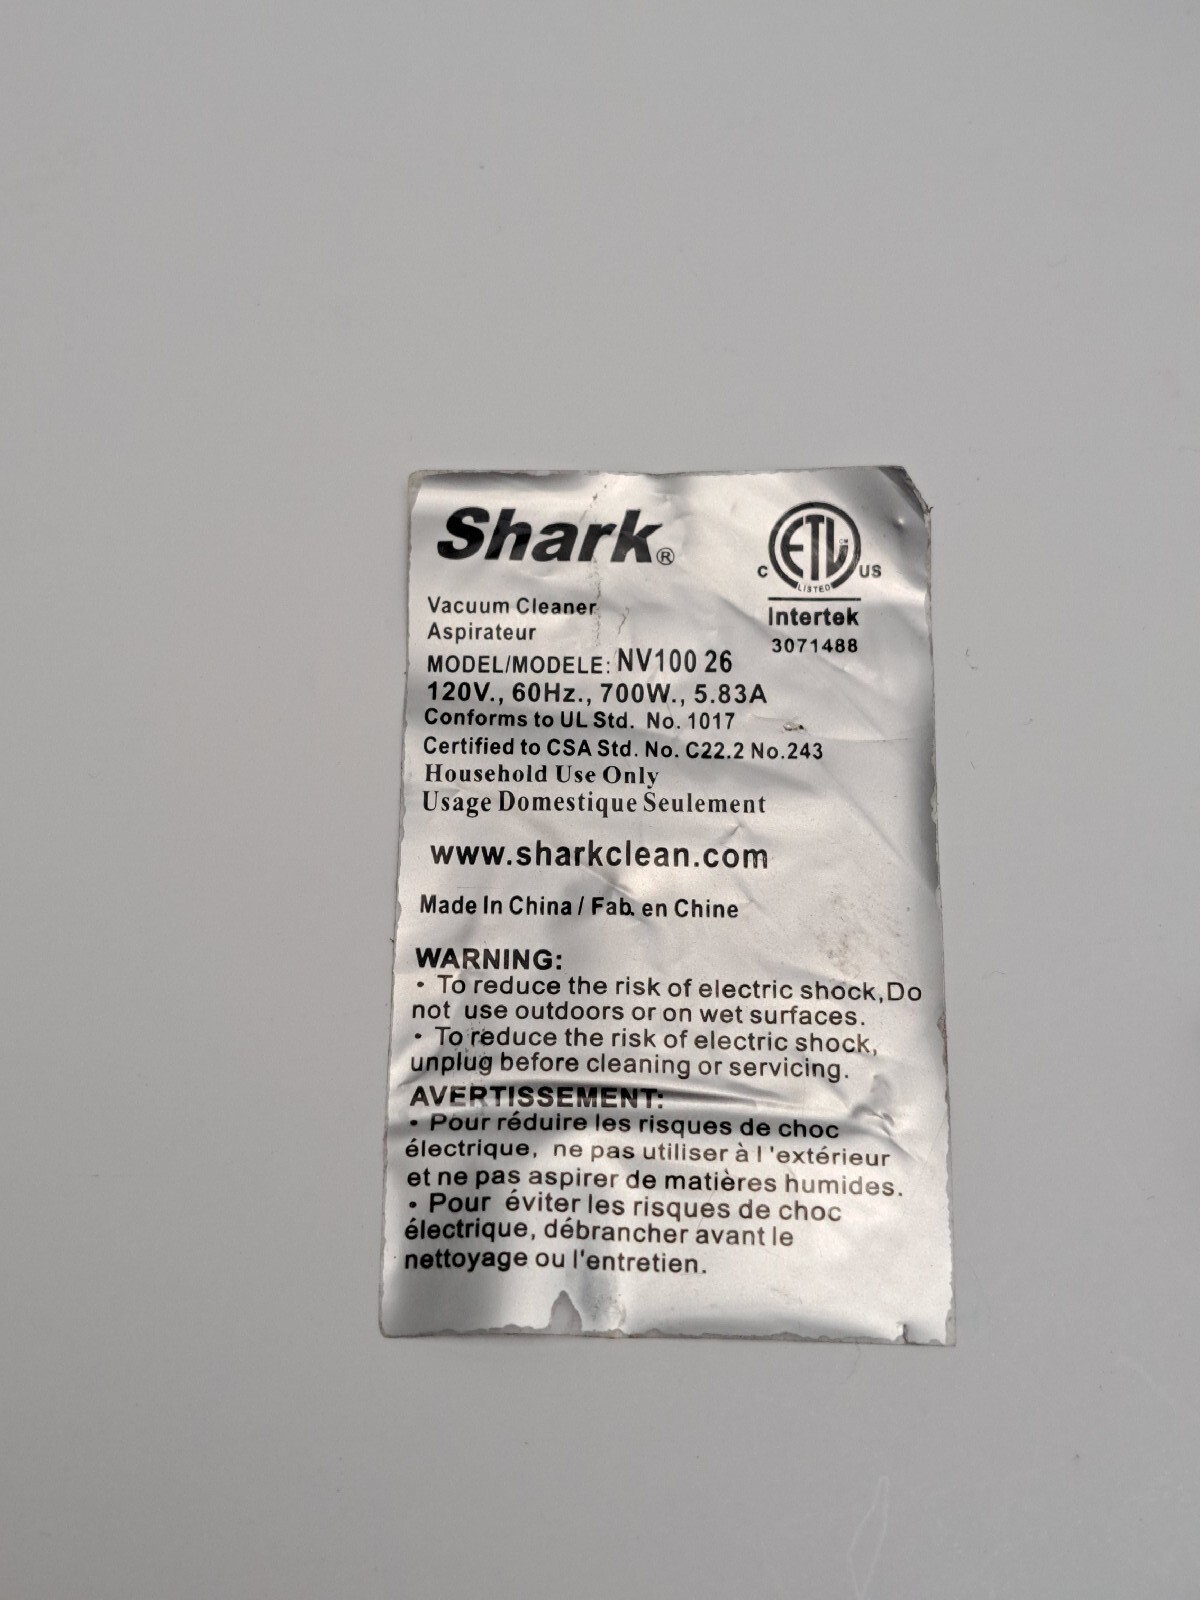 Shark®
ETL CM
LISTED
C US
Intertek
3071488
Vacuum Cleaner
Aspirateur
MODEL/MODELE: NV100 26
120V., 60Hz., 700W., 5.83A
Conforms to UL Std. No. 1017
Certified to CSA Std. No. C22.2 No.243
Household Use Only
Usage Domestique Seulement
www.sharkclean.com
Made In China / Fab. en Chine
WARNING:
• To reduce the risk of electric shock,Do
not use outdoors or on wet surfaces.
• To reduce the risk of electric shock,
unplug before cleaning or servicing.
AVERTISSEMENT:
• Pour réduire les risques de choc
électrique, ne pas utiliser à l'extérieur
et ne pas aspirer de matières humides.
• Pour éviter les risques de choc
électrique, débrancher avant le
nettoyage ou l'entretien.